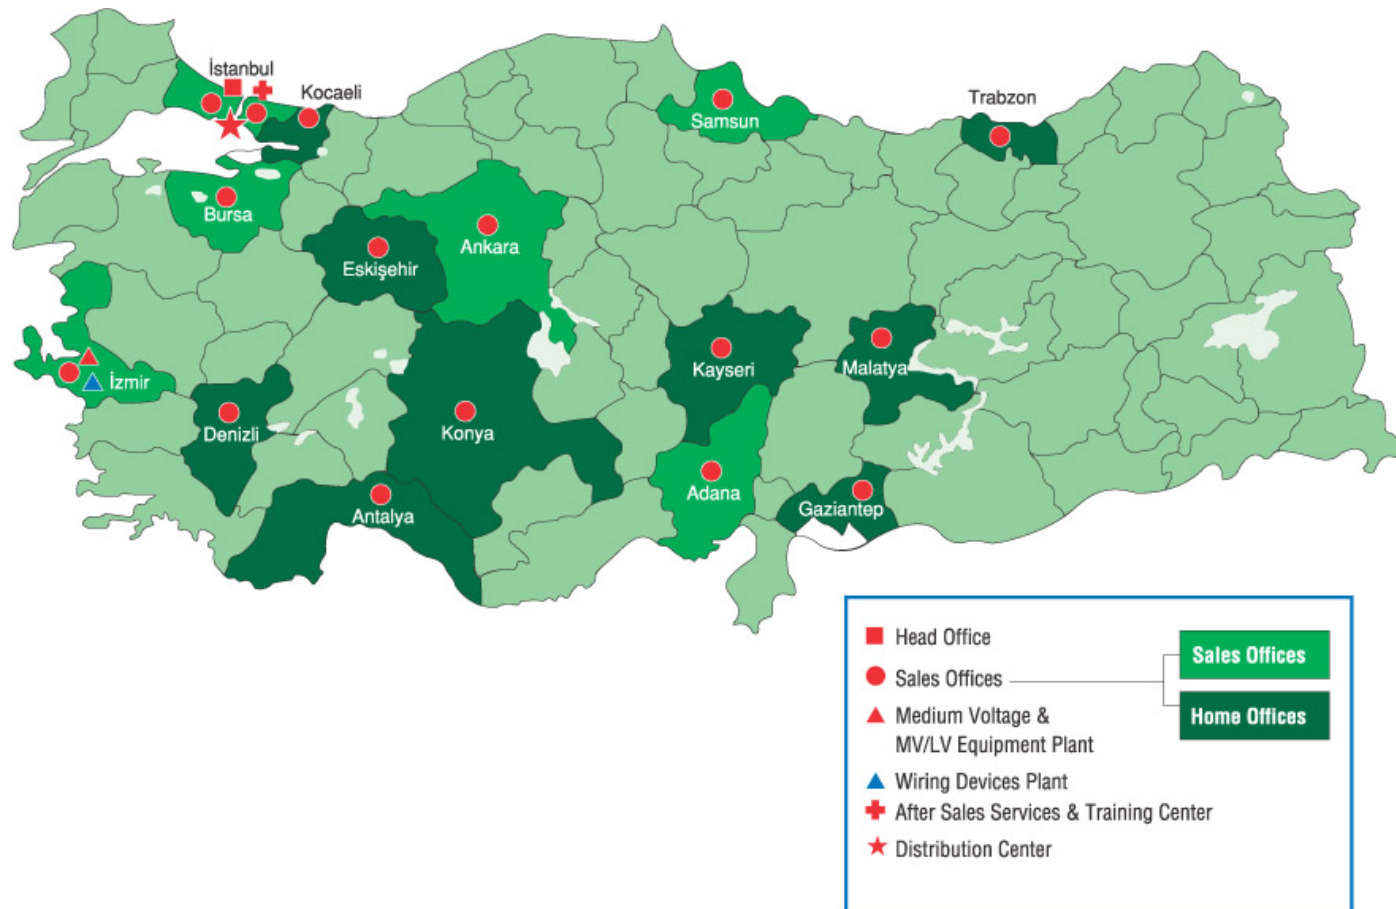 İstanbul
Kocaeli
Samsun
Trabzon
Bursa
Ankara
Eskişehir
İzmir
Kayseri
Malatya
Denizli
Konya
Adana
Antalya
Gaziantep
Head Office
Sales Offices
Sales Offices
Home Offices
Medium Voltage &
MV/LV Equipment Plant
Wiring Devices Plant
After Sales Services & Training Center
Distribution Center